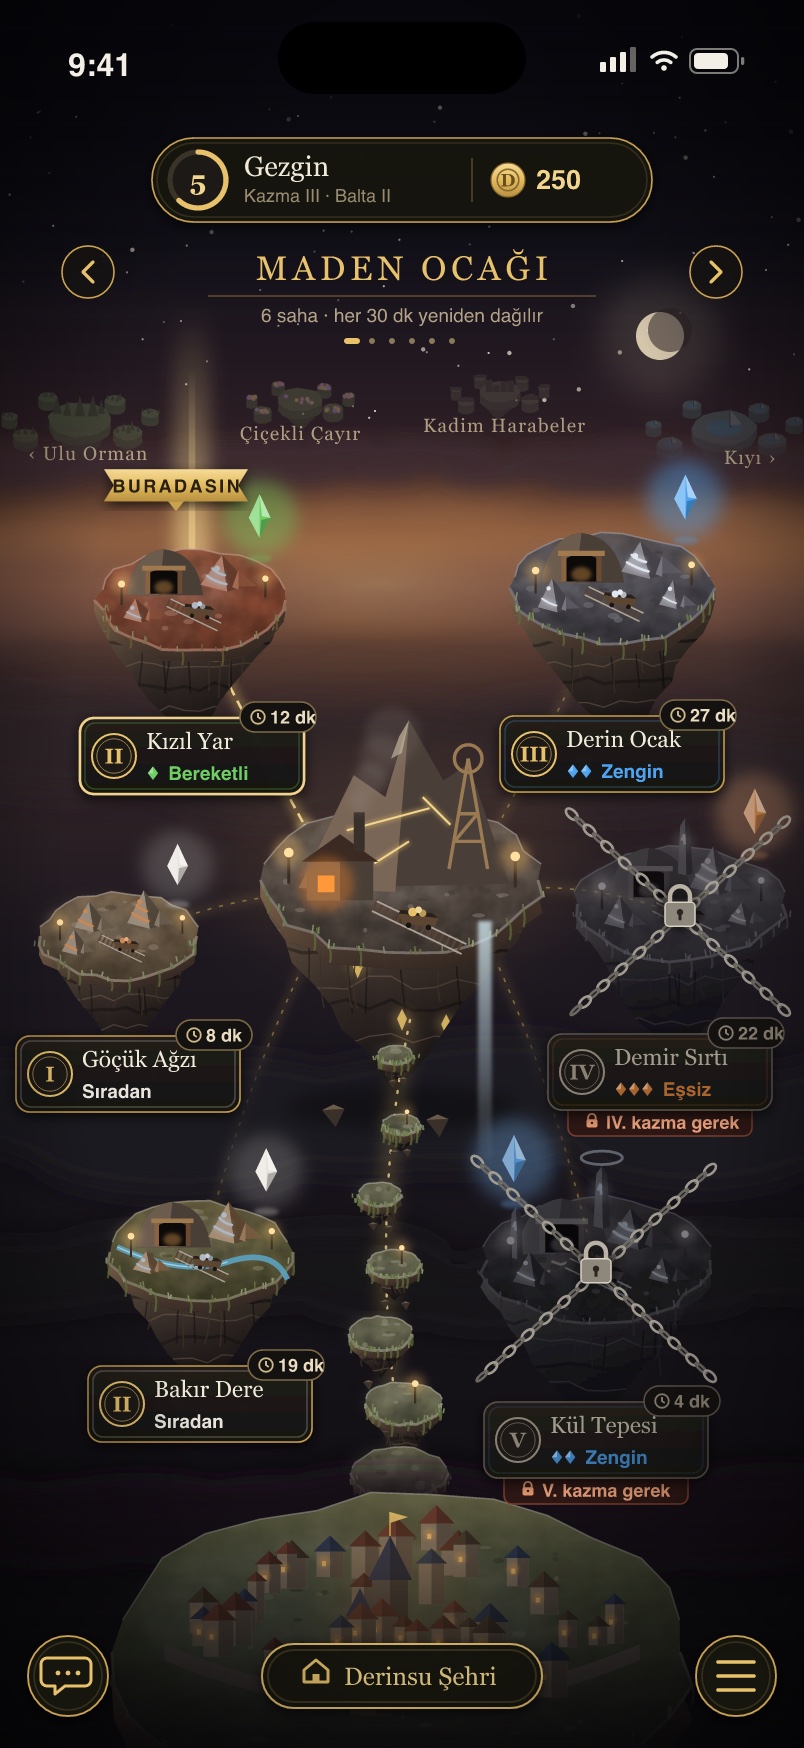 9:41
5
Gezgin
Kazma III · Balta II
D
250
MADEN OCAĞI
6 saha · her 30 dk yeniden dağılır
‹ Ulu Orman
Çiçekli Çayır
Kadim Harabeler
Kıyı ›
BURADASIN
12 dk
II
Kızıl Yar
Bereketli
27 dk
III
Derin Ocak
Zengin
8 dk
I
Göçük Ağzı
Sıradan
22 dk
IV
Demir Sırtı
Eşsiz
IV. kazma gerek
19 dk
II
Bakır Dere
Sıradan
4 dk
V
Kül Tepesi
Zengin
V. kazma gerek
Derinsu Şehri